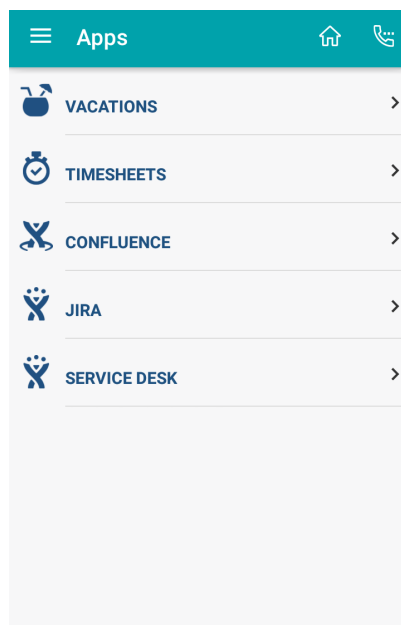 Apps
VACATIONS
TIMESHEETS
CONFLUENCE
JIRA
SERVICE DESK